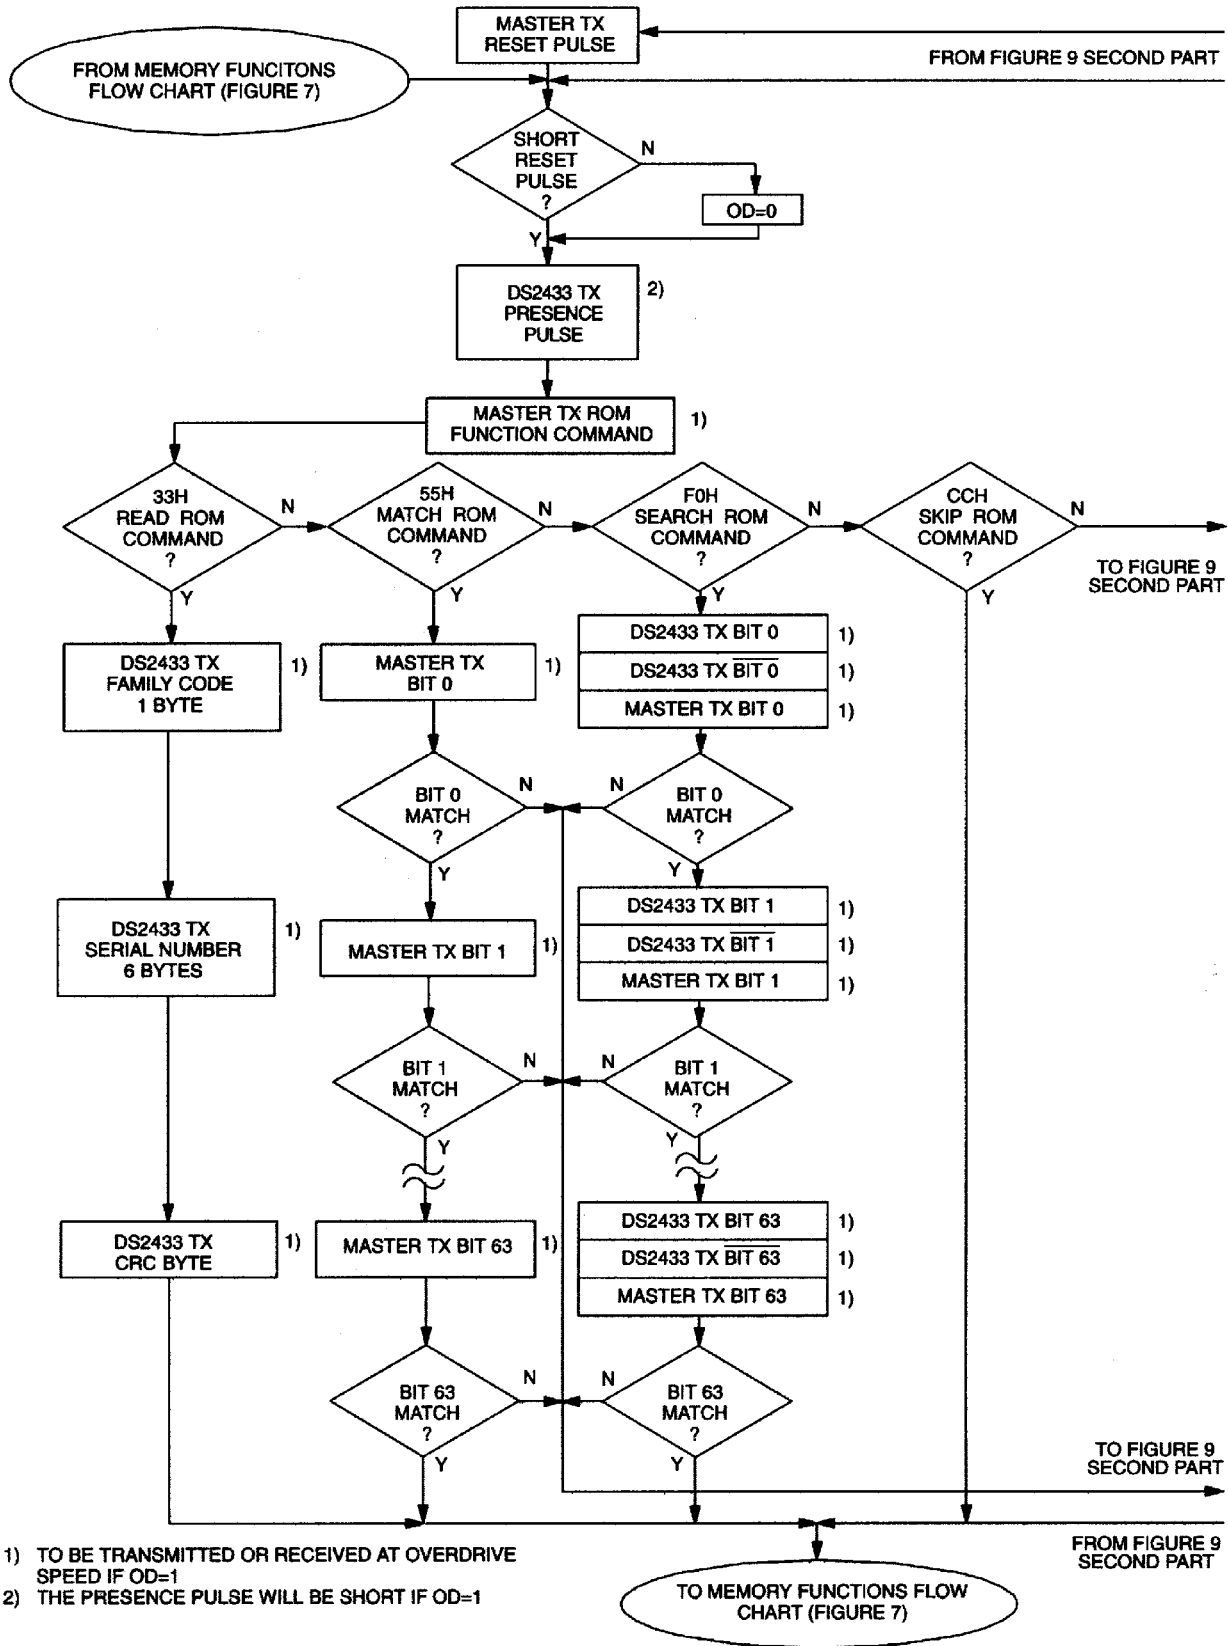 MASTER TX
RESET PULSE
FROM FIGURE 9 SECOND PART
FROM MEMORY FUNCITONS
FLOW CHART (FIGURE 7)
SHORT
RESET
PULSE
?
N
OD=0
Y
DS2433 TX
PRESENCE
PULSE
2)
MASTER TX ROM
FUNCTION COMMAND
1)
33H
READ ROM
COMMAND
?
N
Y
55H
MATCH ROM
COMMAND
?
N
Y
F0H
SEARCH ROM
COMMAND
?
N
Y
CCH
SKIP ROM
COMMAND
?
N
Y
TO FIGURE 9
SECOND PART
DS2433 TX
FAMILY CODE
1 BYTE
1)
MASTER TX
BIT 0
1)
DS2433 TX BIT 0
1)
DS2433 TX BIT 0
1)
MASTER TX BIT 0
1)
BIT 0
MATCH
?
N
Y
N
BIT 0
MATCH
?
Y
DS2433 TX
SERIAL NUMBER
6 BYTES
1)
MASTER TX BIT 1
1)
DS2433 TX BIT 1
1)
DS2433 TX BIT 1
1)
MASTER TX BIT 1
1)
BIT 1
MATCH
?
N
Y
N
BIT 1
MATCH
?
Y
DS2433 TX
CRC BYTE
1)
MASTER TX BIT 63
1)
DS2433 TX BIT 63
1)
DS2433 TX BIT 63
1)
MASTER TX BIT 63
1)
BIT 63
MATCH
?
N
Y
N
BIT 63
MATCH
?
Y
TO FIGURE 9
SECOND PART
FROM FIGURE 9
SECOND PART
1) TO BE TRANSMITTED OR RECEIVED AT OVERDRIVE
SPEED IF OD=1
2) THE PRESENCE PULSE WILL BE SHORT IF OD=1
TO MEMORY FUNCTIONS FLOW
CHART (FIGURE 7)